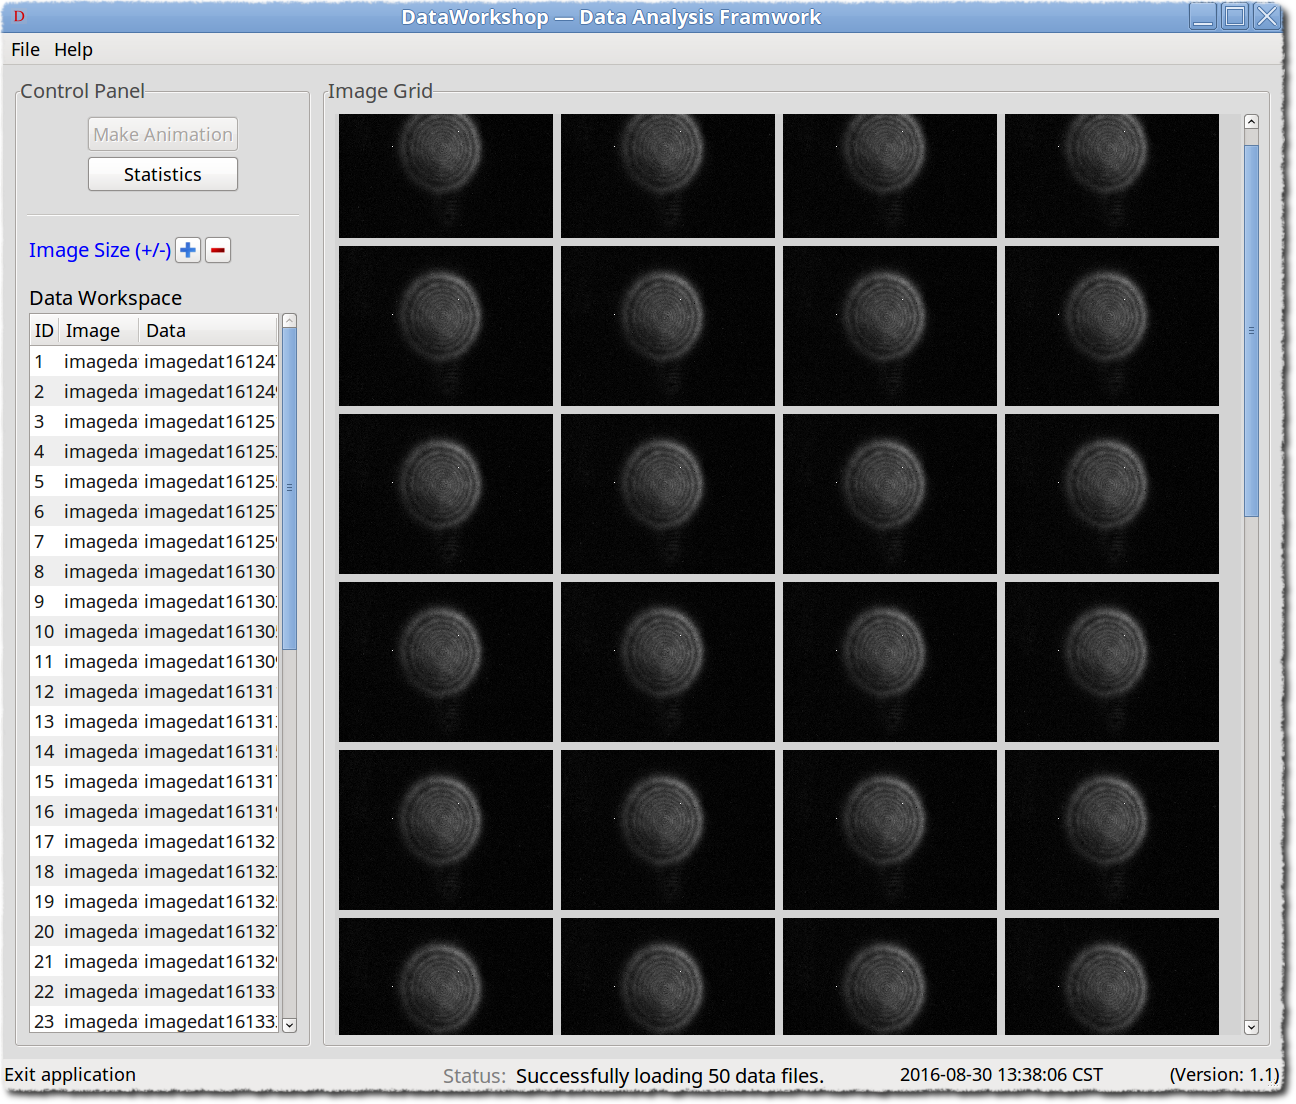 D
DataWorkshop — Data Analysis Framwork
File Help
Control Panel
Make Animation
Statistics
Image Size (+/-)
Data Workspace
ID Image Data
1 imageda imagedat16124
2 imageda imagedat16124
3 imageda imagedat16125
4 imageda imagedat16125
5 imageda imagedat16125
6 imageda imagedat16125
7 imageda imagedat16125
8 imageda imagedat16130
9 imageda imagedat16130
10 imageda imagedat16130
11 imageda imagedat16130
12 imageda imagedat16131
13 imageda imagedat16131
14 imageda imagedat16131
15 imageda imagedat16131
16 imageda imagedat16131
17 imageda imagedat16132
18 imageda imagedat16132
19 imageda imagedat16132
20 imageda imagedat16132
21 imageda imagedat16132
22 imageda imagedat16133
23 imageda imagedat16133
Image Grid
Exit application
Status: Successfully loading 50 data files.
2016-08-30 13:38:06 CST
(Version: 1.1)